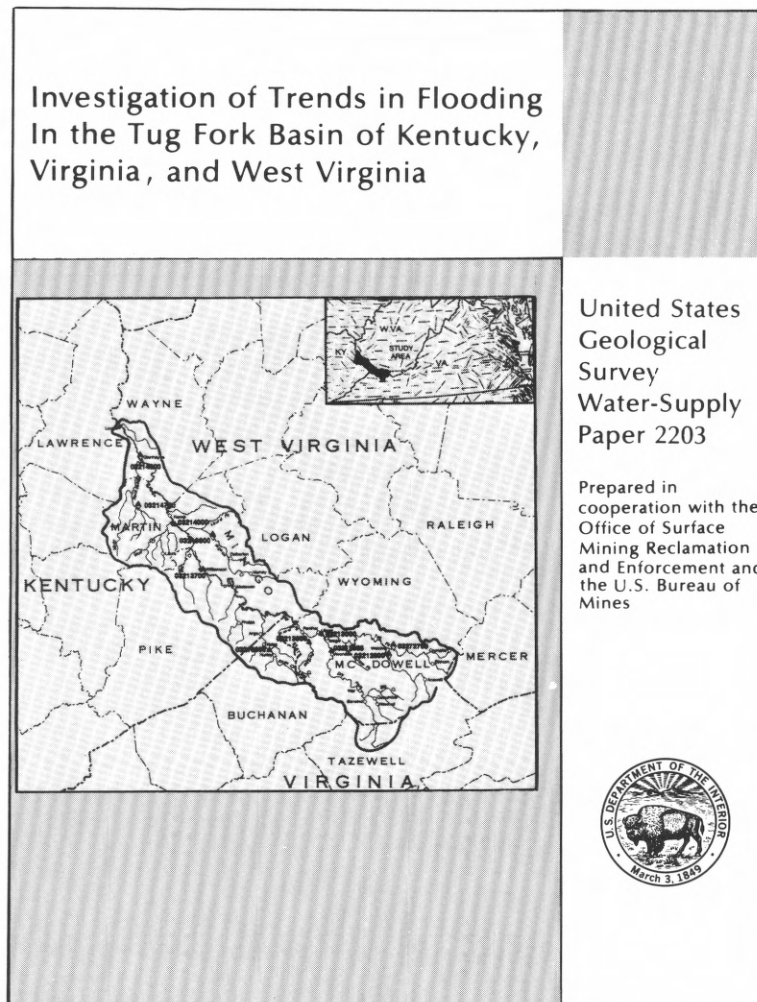 Investigation of Trends in Flooding
In the Tug Fork Basin of Kentucky,
Virginia, and West Virginia
United States
Geological
Survey
Water-Supply
Paper 2203
Prepared in
cooperation with the
Office of Surface
Mining Reclamation
and Enforcement and
the U.S. Bureau of
Mines
W.VA.
KY.
STUDY
AREA
VA.
WAYNE
LAWRENCE
WEST VIRGINIA
MARTIN
LOGAN
RALEIGH
KENTUCKY
WYOMING
PIKE
MC DOWELL
MERCER
BUCHANAN
TAZEWELL
VIRGINIA
U.S. DEPARTMENT OF THE INTERIOR
March 3, 1849